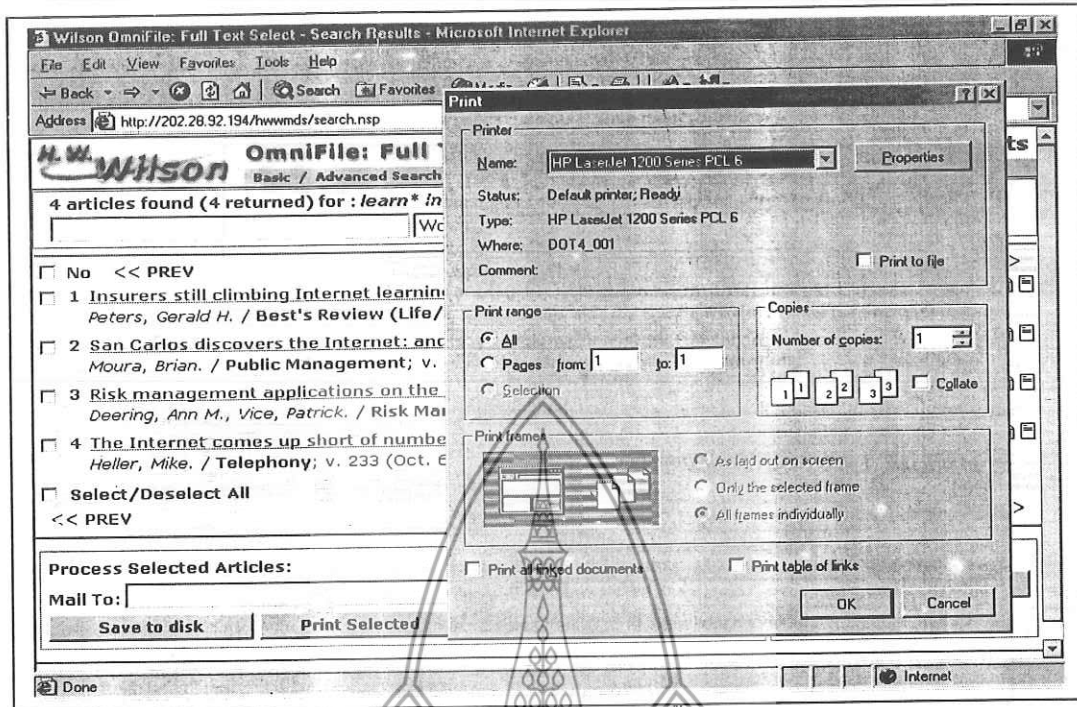 Wilson OmniFile: Full Text Select - Search Results - Microsoft Internet Explorer
File Edit View Favorites Tools Help
Back Search Favorites
Address http://202.28.92.194/hwwmds/search.nsp
H.W. Wilson OmniFile: Full
Basic / Advanced Search
4 articles found (4 returned) for : learn* In
No << PREV
1 Insurers still climbing Internet learnin
Peters, Gerald H. / Best's Review (Life/
2 San Carlos discovers the Internet: and
Moura, Brian. / Public Management; v.
3 Risk management applications on the
Deering, Ann M., Vice, Patrick. / Risk Ma
4 The Internet comes up short of numbe
Heller, Mike. / Telephony; v. 233 (Oct. 6
Select/Deselect All
<< PREV
Process Selected Articles:
Mail To:
Save to disk Print Selected
Done Internet
Print
Printer
Name: HP LaserJet 1200 Series PCL 6 Properties
Status: Default printer; Ready
Type: HP LaserJet 1200 Series PCL 6
Where: DOT4_001
Comment: Print to file
Print range
All
Pages from: 1 to: 1
Selection
Copies
Number of copies: 1
1 1 2 2 3 3 Collate
Print frames
As laid out on screen
Only the selected frame
All frames individually
Print all linked documents Print table of links
OK Cancel